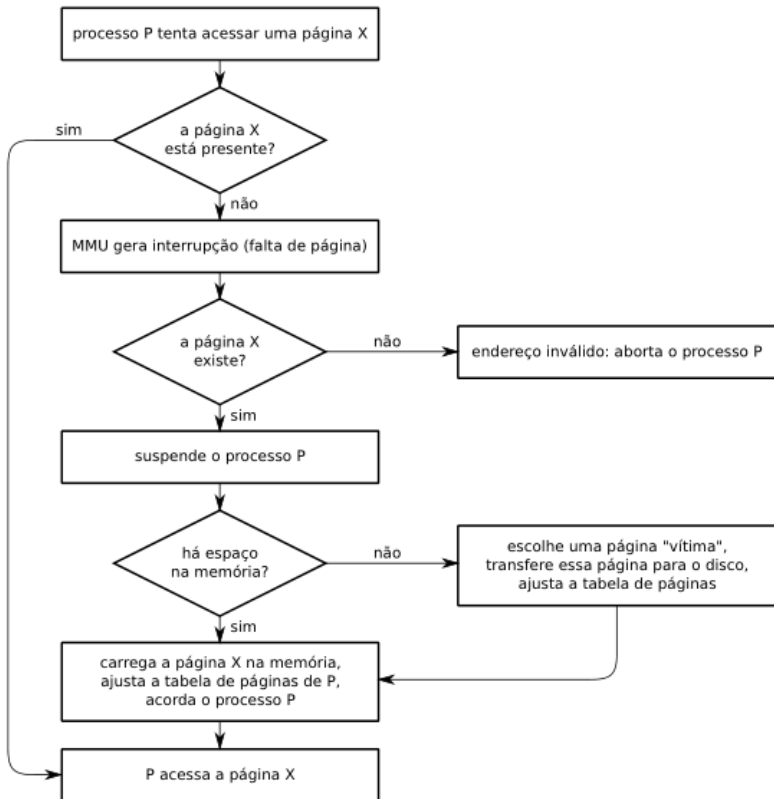 processo P tenta acessar uma página X
a página X
está presente?
sim
não
MMU gera interrupção (falta de página)
a página X
existe?
não
endereço inválido: aborta o processo P
sim
suspende o processo P
há espaço
na memória?
não
escolhe uma página "vítima",
transfere essa página para o disco,
ajusta a tabela de páginas
sim
carrega a página X na memória,
ajusta a tabela de páginas de P,
acorda o processo P
P acessa a página X